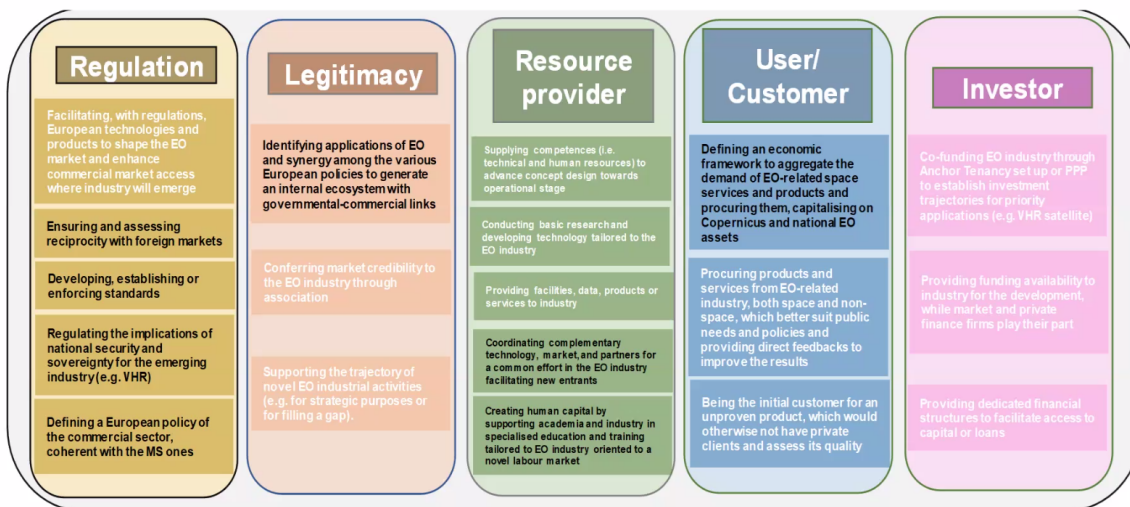 Regulation
Facilitating, with regulations,
European technologies and
products to shape the EO
market and enhance
commercial market access
where industry will emerge
Ensuring and assessing
reciprocity with foreign markets
Developing, establishing or
enforcing standards
Regulating the implications of
national security and
sovereignty for the emerging
industry (e.g. VHR)
Defining a European policy of
the commercial sector,
coherent with the MS ones
Legitimacy
Identifying applications of EO
and synergy among the various
European policies to generate
an internal ecosystem with
governmental-commercial links
Conferring market credibility to
the EO industry through
association
Supporting the trajectory of
novel EO industrial activities
(e.g. for strategic purposes or
for filling a gap).
Resource
provider
Supplying competences (i.e.
technical and human resources) to
advance concept design towards
operational stage
Conducting basic research and
developing technology tailored to the
EO industry
Providing facilities, data, products or
services to industry
Coordinating complementary
technology, market, and partners for
a common effort in the EO industry
facilitating new entrants
Creating human capital by
supporting academia and industry in
specialised education and training
tailored to EO industry oriented to a
novel labour market
User/
Customer
Defining an economic
framework to aggregate the
demand of EO-related space
services and products and
procuring them, capitalising on
Copernicus and national EO
assets
Procuring products and
services from EO-related
industry, both space and non-
space, which better suit public
needs and policies and
providing direct feedbacks to
improve the results
Being the initial customer for an
unproven product, which would
otherwise not have private
clients and assess its quality
Investor
Co-funding EO industry through
Anchor Tenancy set up or PPP
to establish investment
trajectories for priority
applications (e.g. VHR satellite)
Providing funding availability to
industry for the development,
while market and private
finance firms play their part
Providing dedicated financial
structures to facilitate access to
capital or loans